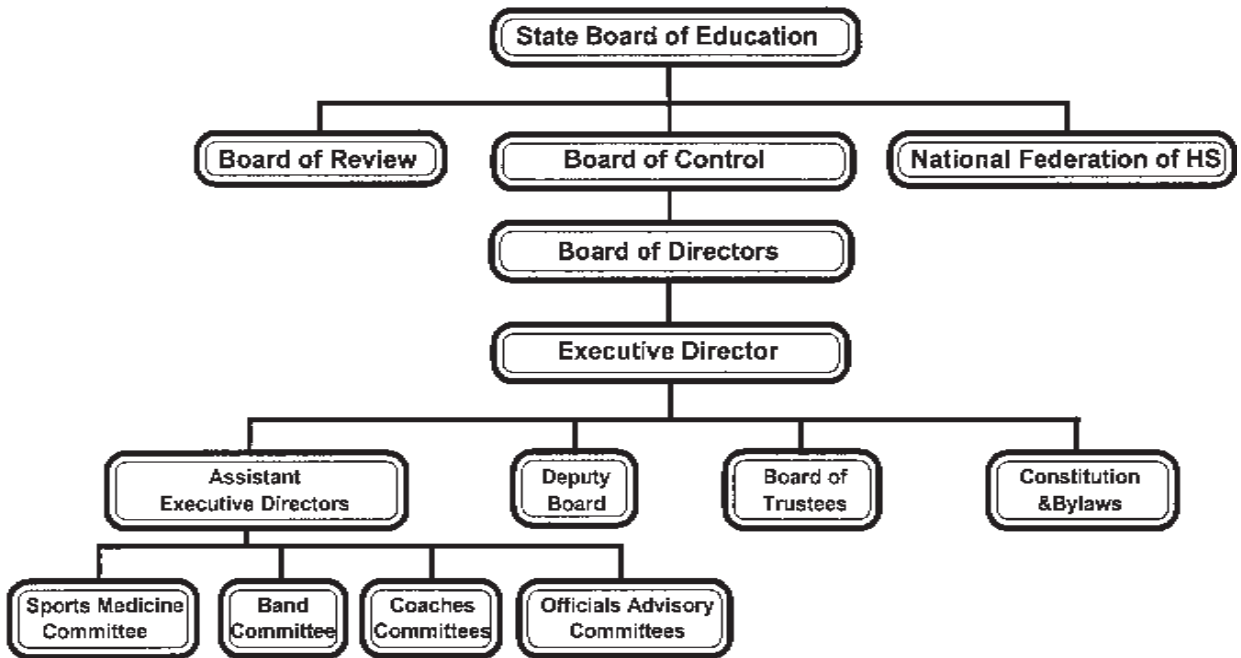 State Board of Education
Board of Review
Board of Control
National Federation of HS
Board of Directors
Executive Director
Assistant
Executive Directors
Deputy
Board
Board of
Trustees
Constitution
&Bylaws
Sports Medicine
Committee
Band
Committee
Coaches
Committees
Officials Advisory
Committees